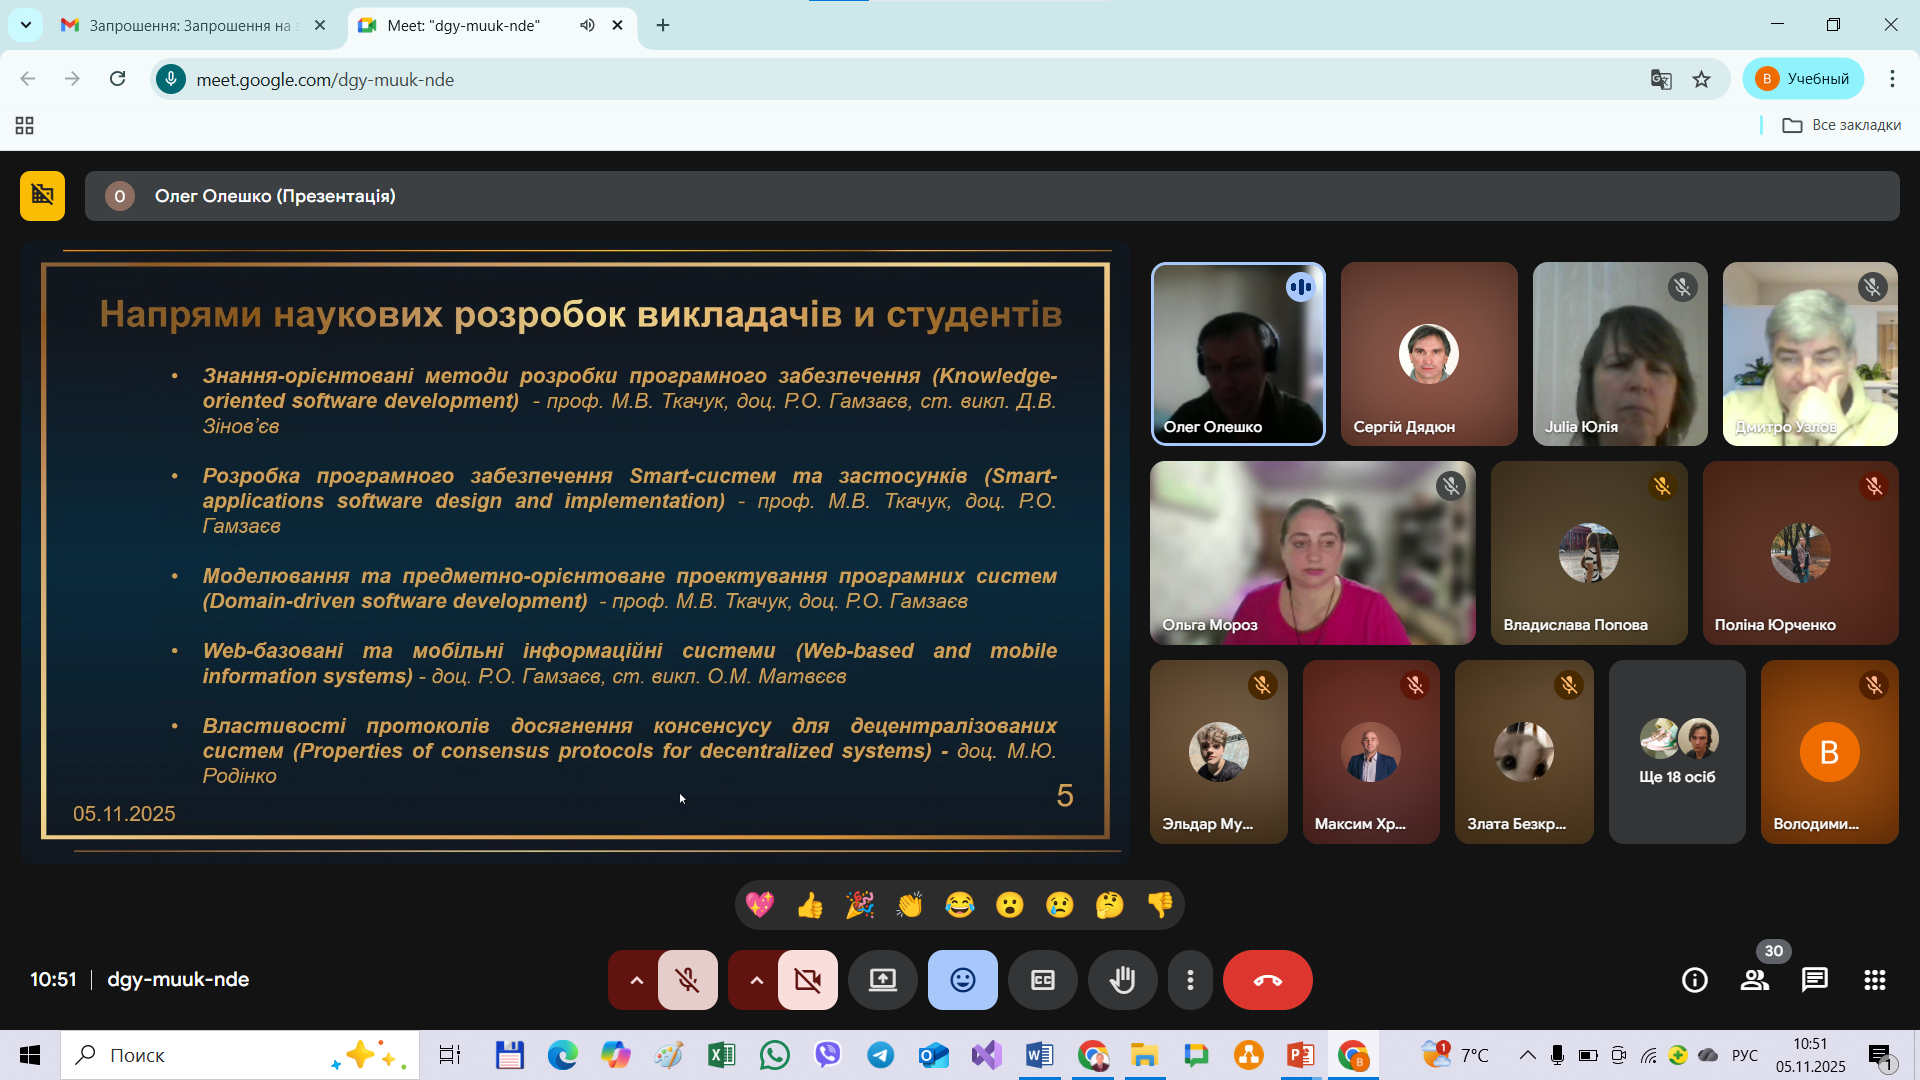 Запрошення: Запрошення на
Meet: "dgy-muuk-nde"
meet.google.com/dgy-muuk-nde
B
Учебный
Все закладки
О
Олег Олешко (Презентація)
Напрями наукових розробок викладачів и студентів
• Знання-орієнтовані методи розробки програмного забезпечення (Knowledge-
oriented software development) - проф. М.В. Ткачук, доц. Р.О. Гамзаєв, ст. викл. Д.В.
Зінов’єв
• Розробка програмного забезпечення Smart-систем та застосунків (Smart-
applications software design and implementation) - проф. М.В. Ткачук, доц. Р.О.
Гамзаєв
• Моделювання та предметно-орієнтоване проектування програмних систем
(Domain-driven software development) - проф. М.В. Ткачук, доц. Р.О. Гамзаєв
• Web-базовані та мобільні інформаційні системи (Web-based and mobile
information systems) - доц. Р.О. Гамзаєв, ст. викл. О.М. Матвєєв
• Властивості протоколів досягнення консенсусу для децентралізованих
систем (Properties of consensus protocols for decentralized systems) - доц. М.Ю.
Родінко
05.11.2025
5
Олег Олешко
Сергій Дядюн
Julia Юлія
Дмитро Узлов
Ольга Мороз
Владислава Попова
Поліна Юрченко
Эльдар Му...
Максим Хр...
Злата Безкр...
Ще 18 осіб
B
Володими...
10:51
dgy-muuk-nde
CC
30
Поиск
1
7°C
РУС
10:51
05.11.2025
1